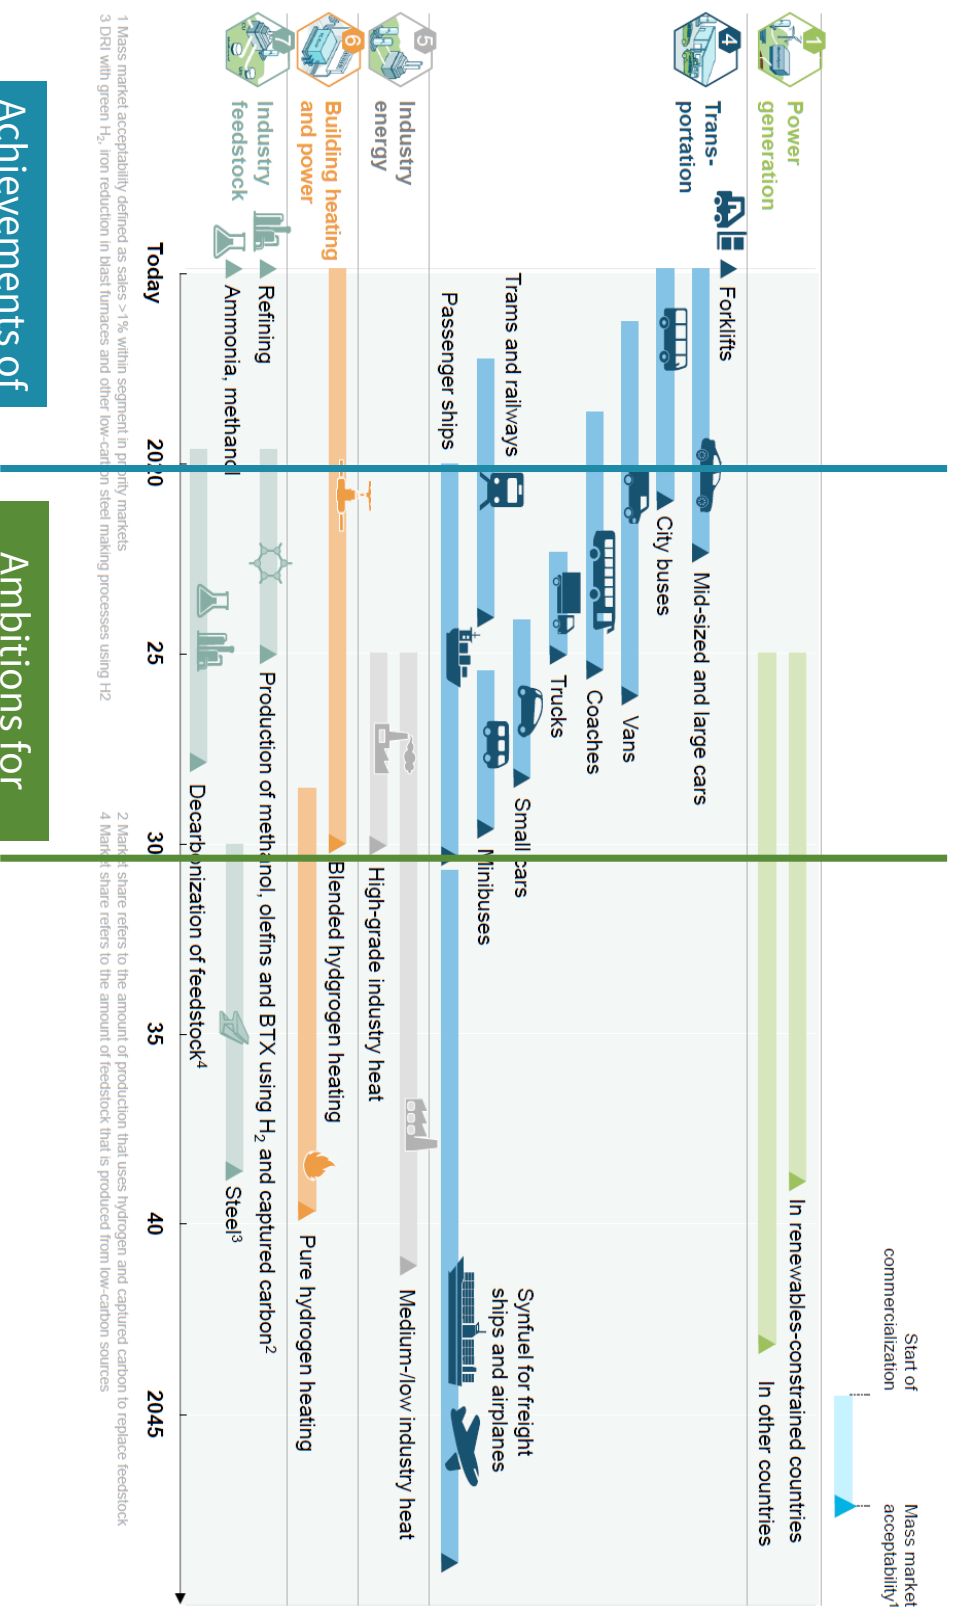 Start of
commercialization
Mass market
acceptability1
1
Power
generation
In renewables-constrained countries
In other countries
4
Trans-
portation
Forklifts
Mid-sized and large cars
City buses
Vans
Coaches
Trucks
Small cars
Trams and railways
Minibuses
Passenger ships
Synfuel for freight
ships and airplanes
5
Industry
energy
Medium-/low industry heat
High-grade industry heat
6
Building heating
and power
Blended hydgrogen heating
Pure hydrogen heating
7
Industry
feedstock
Refining
Production of methanol, olefins and BTX using H2 and captured carbon2
Ammonia, methanol
Steel3
Decarbonization of feedstock4
Today 2020 25 30 35 40 2045
1 Mass market acceptability defined as sales >1% within segment in priority markets
2 Market share refers to the amount of production that uses hydrogen and captured carbon to replace feedstock
3 DRI with green H2, iron reduction in blast furnaces and other low-carbon steel making processes using H2
4 Market share refers to the amount of feedstock that is produced from low-carbon sources
Achievements of
Ambitions for